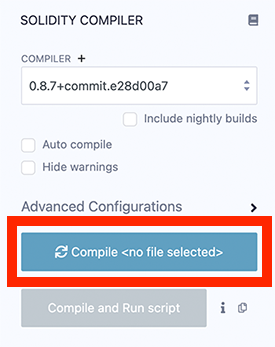 SOLIDITY COMPILER
COMPILER +
0.8.7+commit.e28d00a7
Include nightly builds
Auto compile
Hide warnings
Advanced Configurations
Compile <no file selected>
Compile and Run script